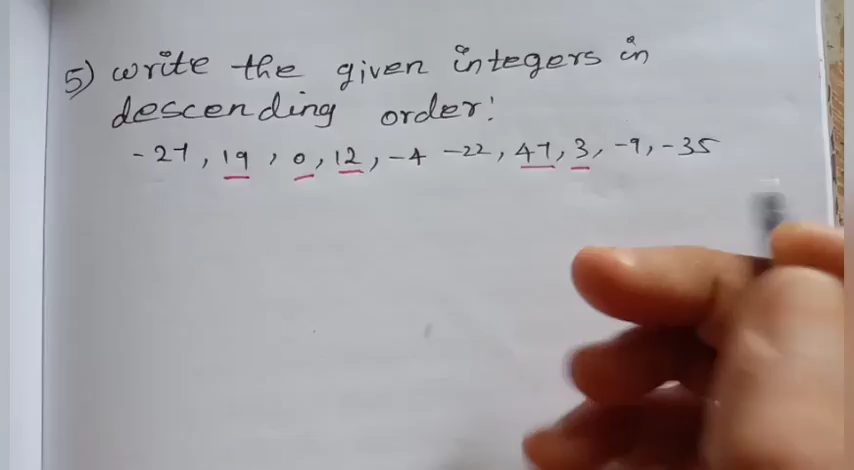 5) write the given integers in
descending order:
-27, 19, 0, 12, -4 -22, 47, 3, -9, -35